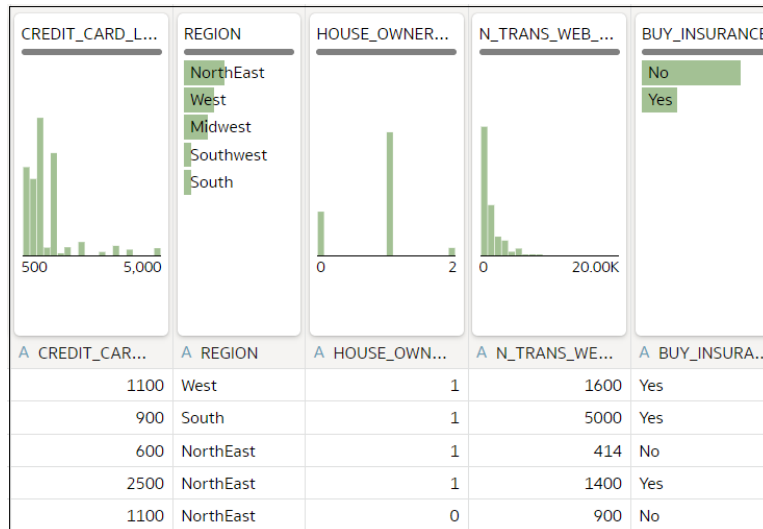 CREDIT_CARD_L... REGION HOUSE_OWNER... N_TRANS_WEB_... BUY_INSURANCE
NorthEast No
West Yes
Midwest
Southwest
South
500 5,000 0 2 0 20.00K
A CREDIT_CAR... A REGION A HOUSE_OWN... A N_TRANS_WE... A BUY_INSURA...
1100 West 1 1600 Yes
900 South 1 5000 Yes
600 NorthEast 1 414 No
2500 NorthEast 1 1400 Yes
1100 NorthEast 0 900 No